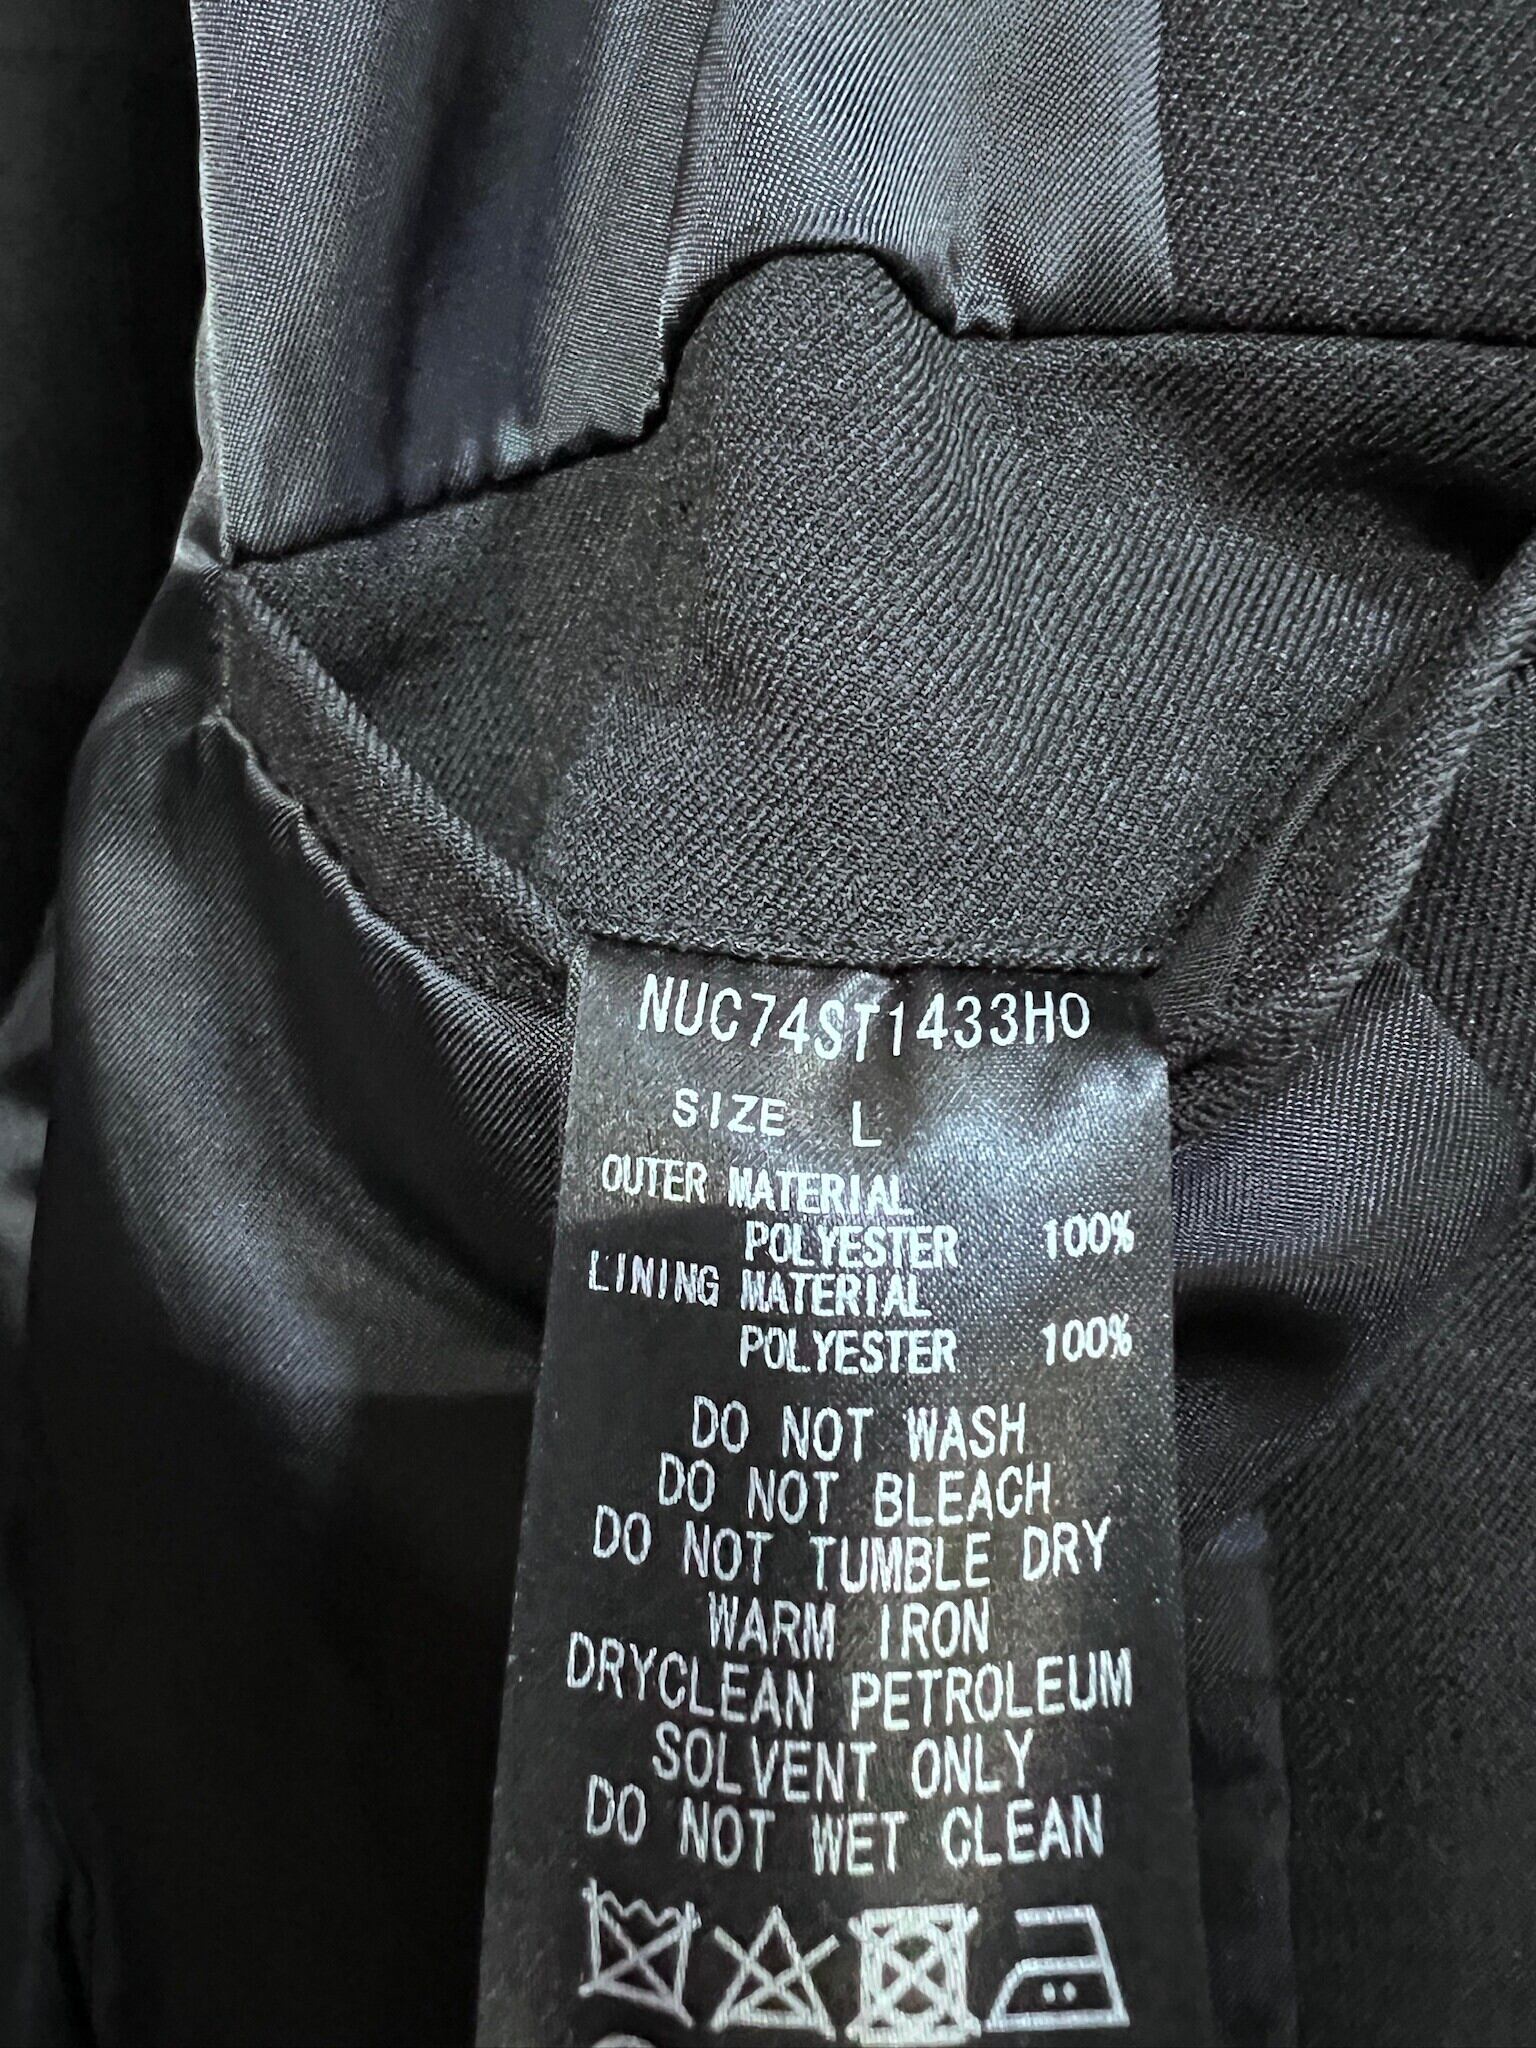 NUC74ST1433HO
SIZE L
OUTER MATERIAL
POLYESTER 100%
LINING MATERIAL
POLYESTER 100%
DO NOT WASH
DO NOT BLEACH
DO NOT TUMBLE DRY
WARM IRON
DRYCLEAN PETROLEUM
SOLVENT ONLY
DO NOT WET CLEAN